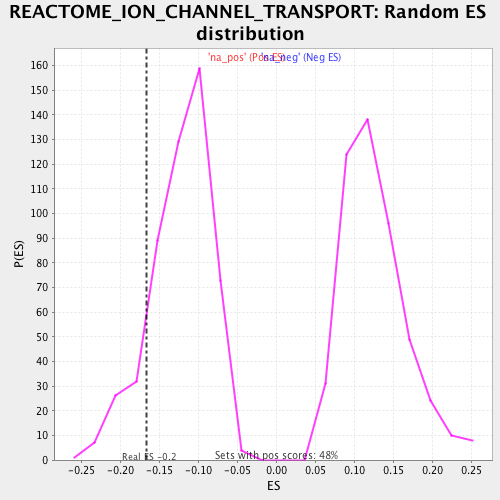 REACTOME_ION_CHANNEL_TRANSPORT: Random ES
distribution
'na_pos' (Pos ES) 'na_neg' (Neg ES)
160
150
140
130
120
110
100
90
80
70
60
50
40
30
20
10
0
P(ES)
Real ES -0.2
Sets with pos scores: 48%
-0.25 -0.20 -0.15 -0.10 -0.05 0.00 0.05 0.10 0.15 0.20 0.25
ES